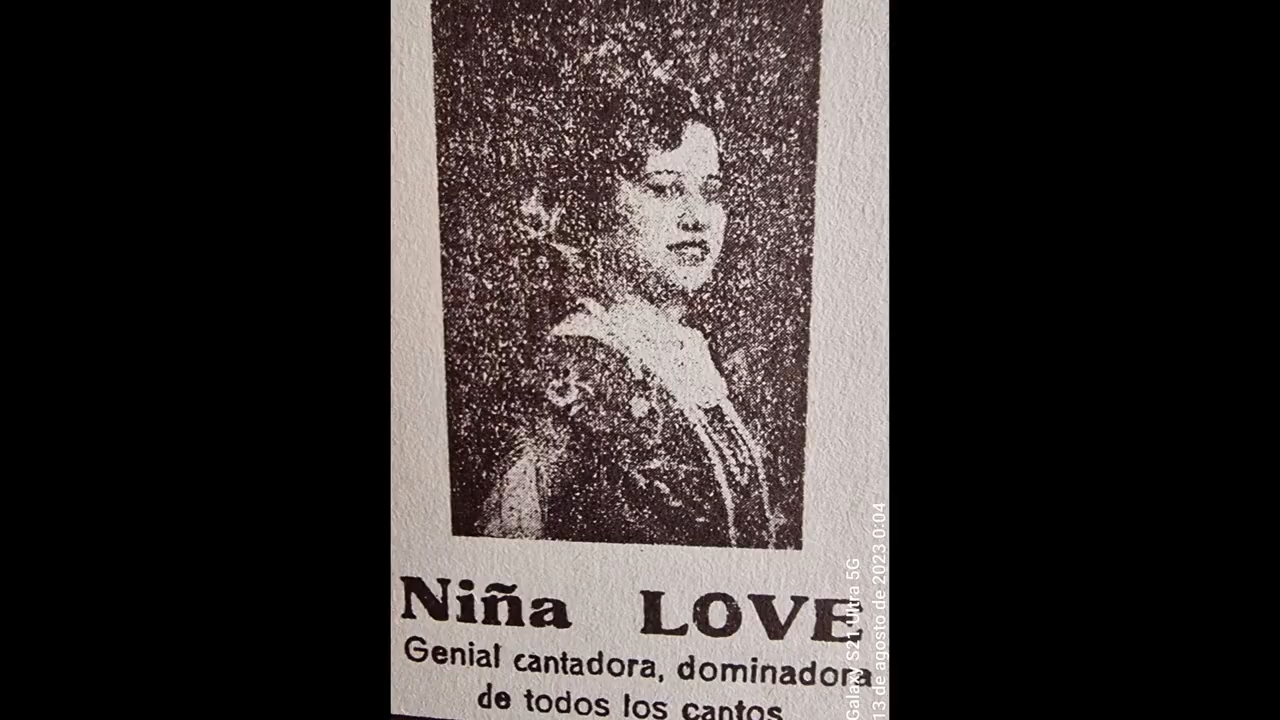 Niña LOVE
Genial cantadora, dominadora
de todos los cantos
Galaxy S21 Ultra 5G
13 de agosto de 2023 0:04